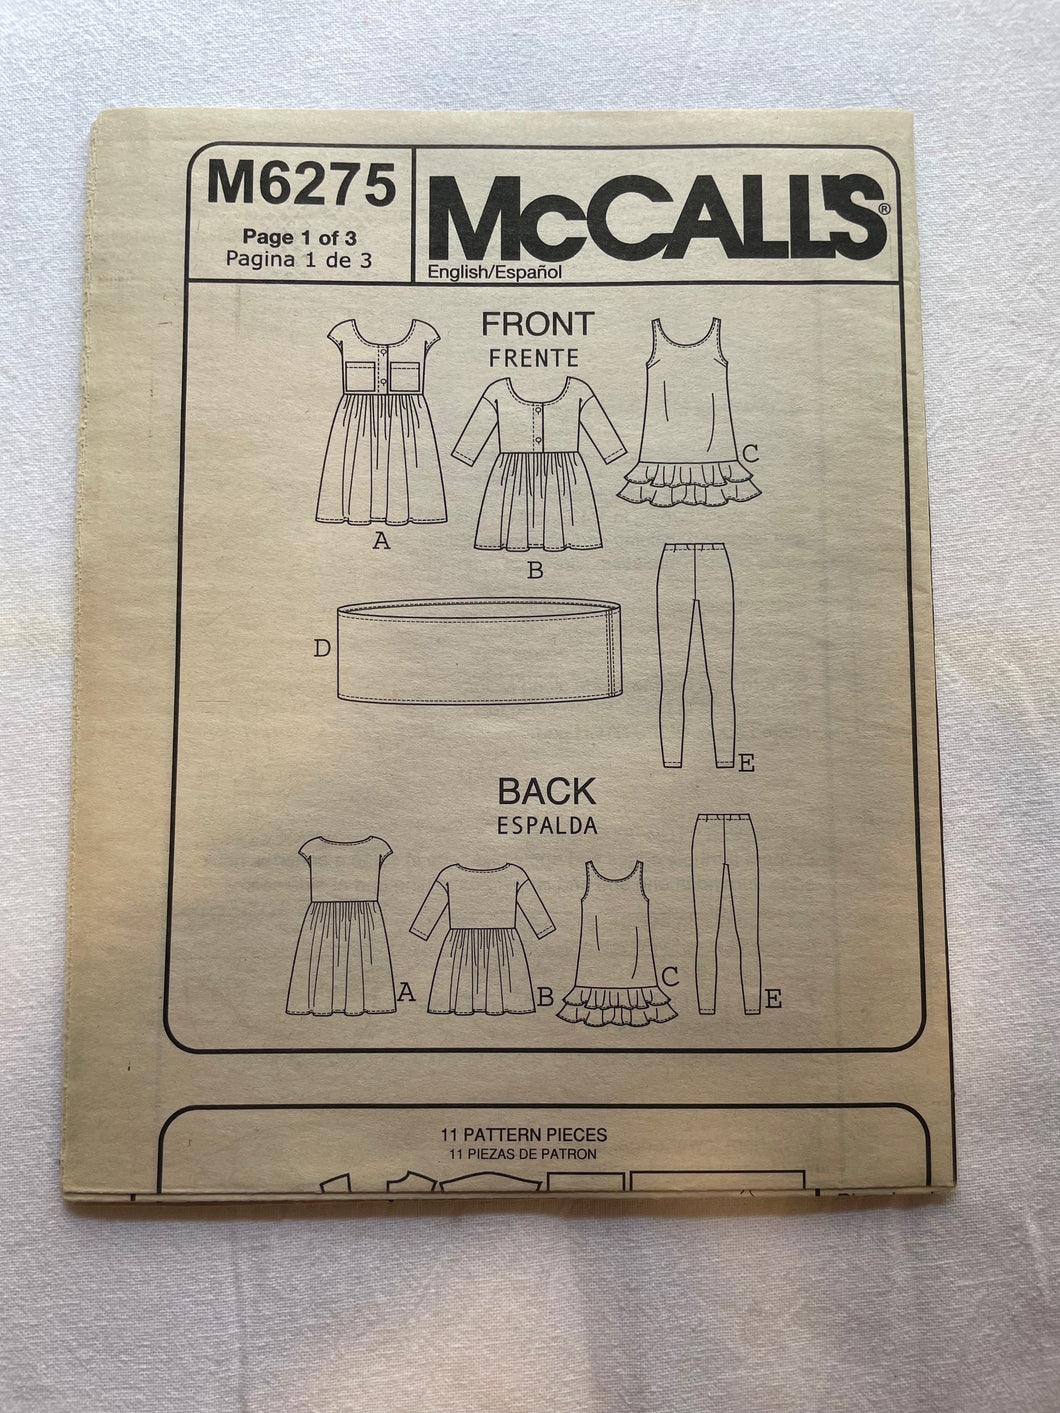 M6275
Page 1 of 3
Pagina 1 de 3
McCALL'S®
English/Español
FRONT
FRENTE
A
B
C
D
E
BACK
ESPALDA
A
B
C
E
11 PATTERN PIECES
11 PIEZAS DE PATRON